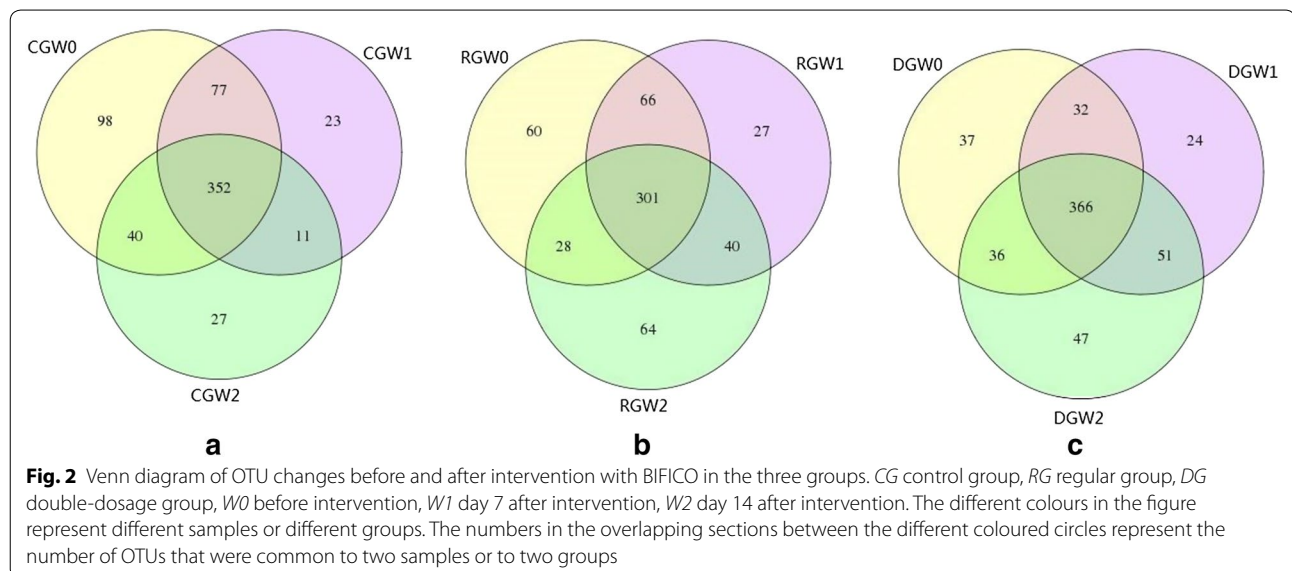 CGW0
CGW1
77
98
23
352
40
11
27
CGW2
a
RGW0
RGW1
66
60
27
301
28
40
64
RGW2
b
DGW0
DGW1
32
37
24
366
36
51
47
DGW2
c
Fig. 2 Venn diagram of OTU changes before and after intervention with BIFICO in the three groups. CG control group, RG regular group, DG
double-dosage group, W0 before intervention, W1 day 7 after intervention, W2 day 14 after intervention. The different colours in the figure
represent different samples or different groups. The numbers in the overlapping sections between the different coloured circles represent the
number of OTUs that were common to two samples or to two groups